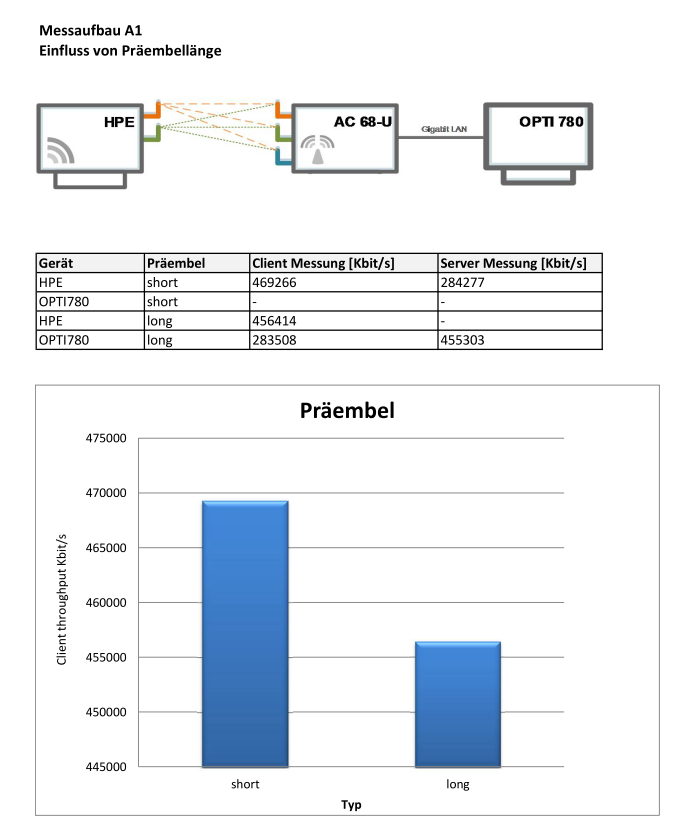 Messaufbau A1
Einfluss von Präembellänge
HPE
AC 68-U
Gigabit LAN
OPTI 780
Gerät Präembel Client Messung [Kbit/s] Server Messung [Kbit/s]
HPE short 469266 284277
OPTI780 short - -
HPE long 456414 -
OPTI780 long 283508 455303
Präembel
475000
470000
465000
460000
455000
450000
445000
Client throughput Kbit/s
short long
Typ